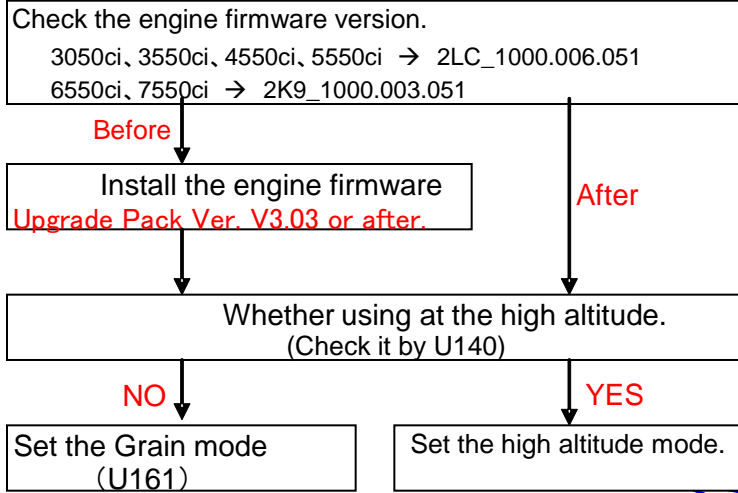 Check the engine firmware version.
3050ci、3550ci、4550ci、5550ci → 2LC_1000.006.051
6550ci、7550ci → 2K9_1000.003.051
Before
Install the engine firmware
Upgrade Pack Ver. V3.03 or after.
After
Whether using at the high altitude.
(Check it by U140)
NO
YES
Set the Grain mode
（U161）
Set the high altitude mode.